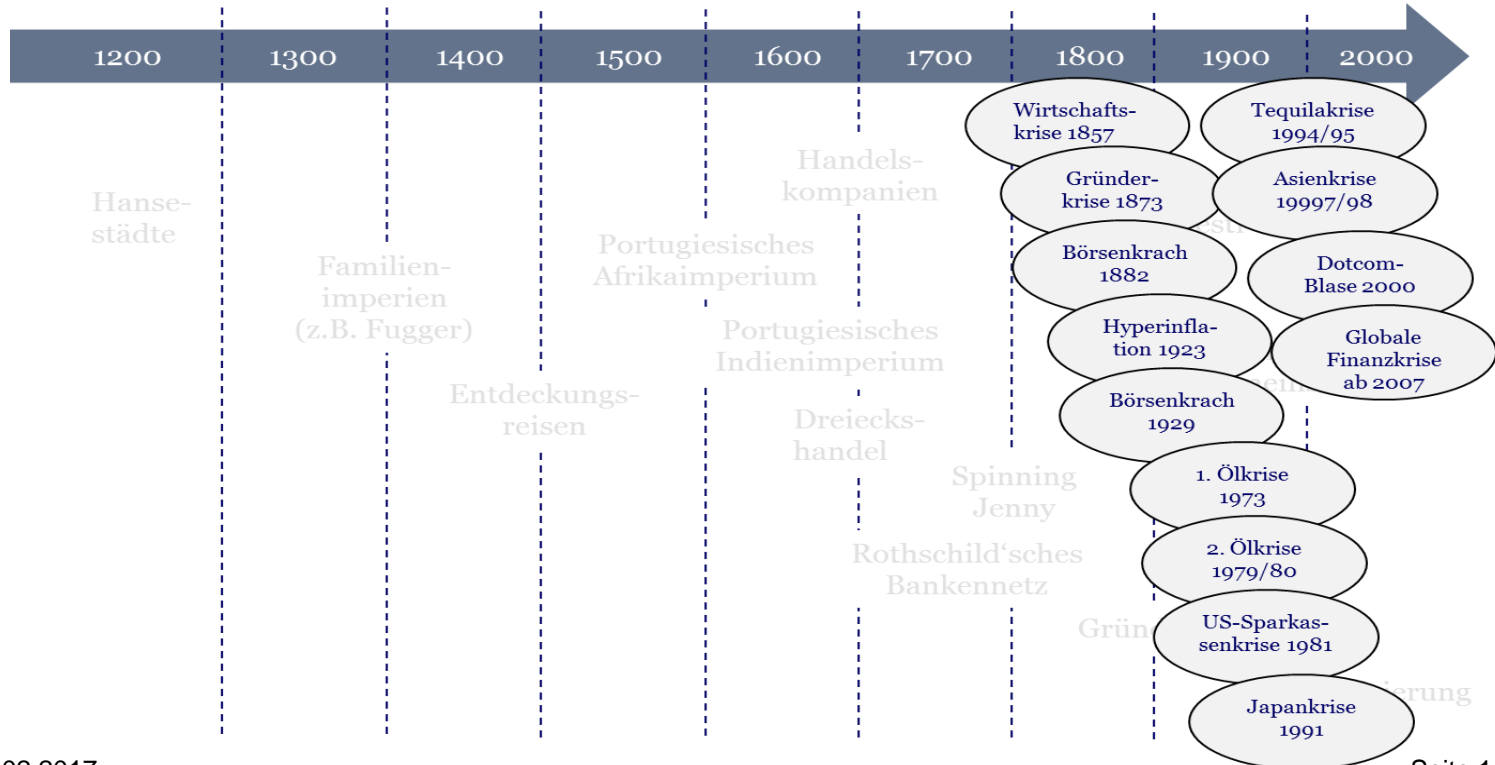 1200 1300 1400 1500 1600 1700 1800 1900 2000
Wirtschafts-
krise 1857
Tequilakrise
1994/95
Handels-
kompanien
Gründer-
krise 1873
Asienkrise
19997/98
Hanse-
städte
Portugiesisches
Afrikaimperium
Familien-
imperien
(z.B. Fugger)
Börsenkrach
1882
Dotcom-
Blase 2000
Portugiesisches
Indienimperium
Hyperinfla-
tion 1923
Globale
Finanzkrise
ab 2007
Entdeckungs-
reisen
Dreiecks-
handel
Börsenkrach
1929
Spinning
Jenny
1. Ölkrise
1973
Rothschild‘sches
Bankennetz
2. Ölkrise
1979/80
US-Sparkas-
senkrise 1981
Japankrise
1991